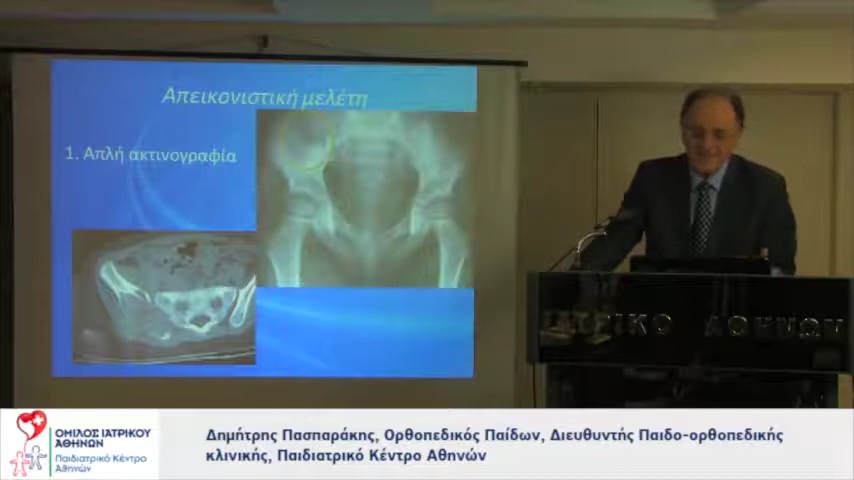 Απεικονιστική μελέτη
1. Απλή ακτινογραφία
ΑΘΗΝΩΝ
ΟΜΙΛΟΣ ΙΑΤΡΙΚΟΥ
ΑΘΗΝΩΝ
Παιδιατρικό Κέντρο
Αθηνών
Δημήτρης Πασπαράκης, Ορθοπεδικός Παίδων, Διευθυντής Παιδο-ορθοπεδικής
κλινικής, Παιδιατρικό Κέντρο Αθηνών